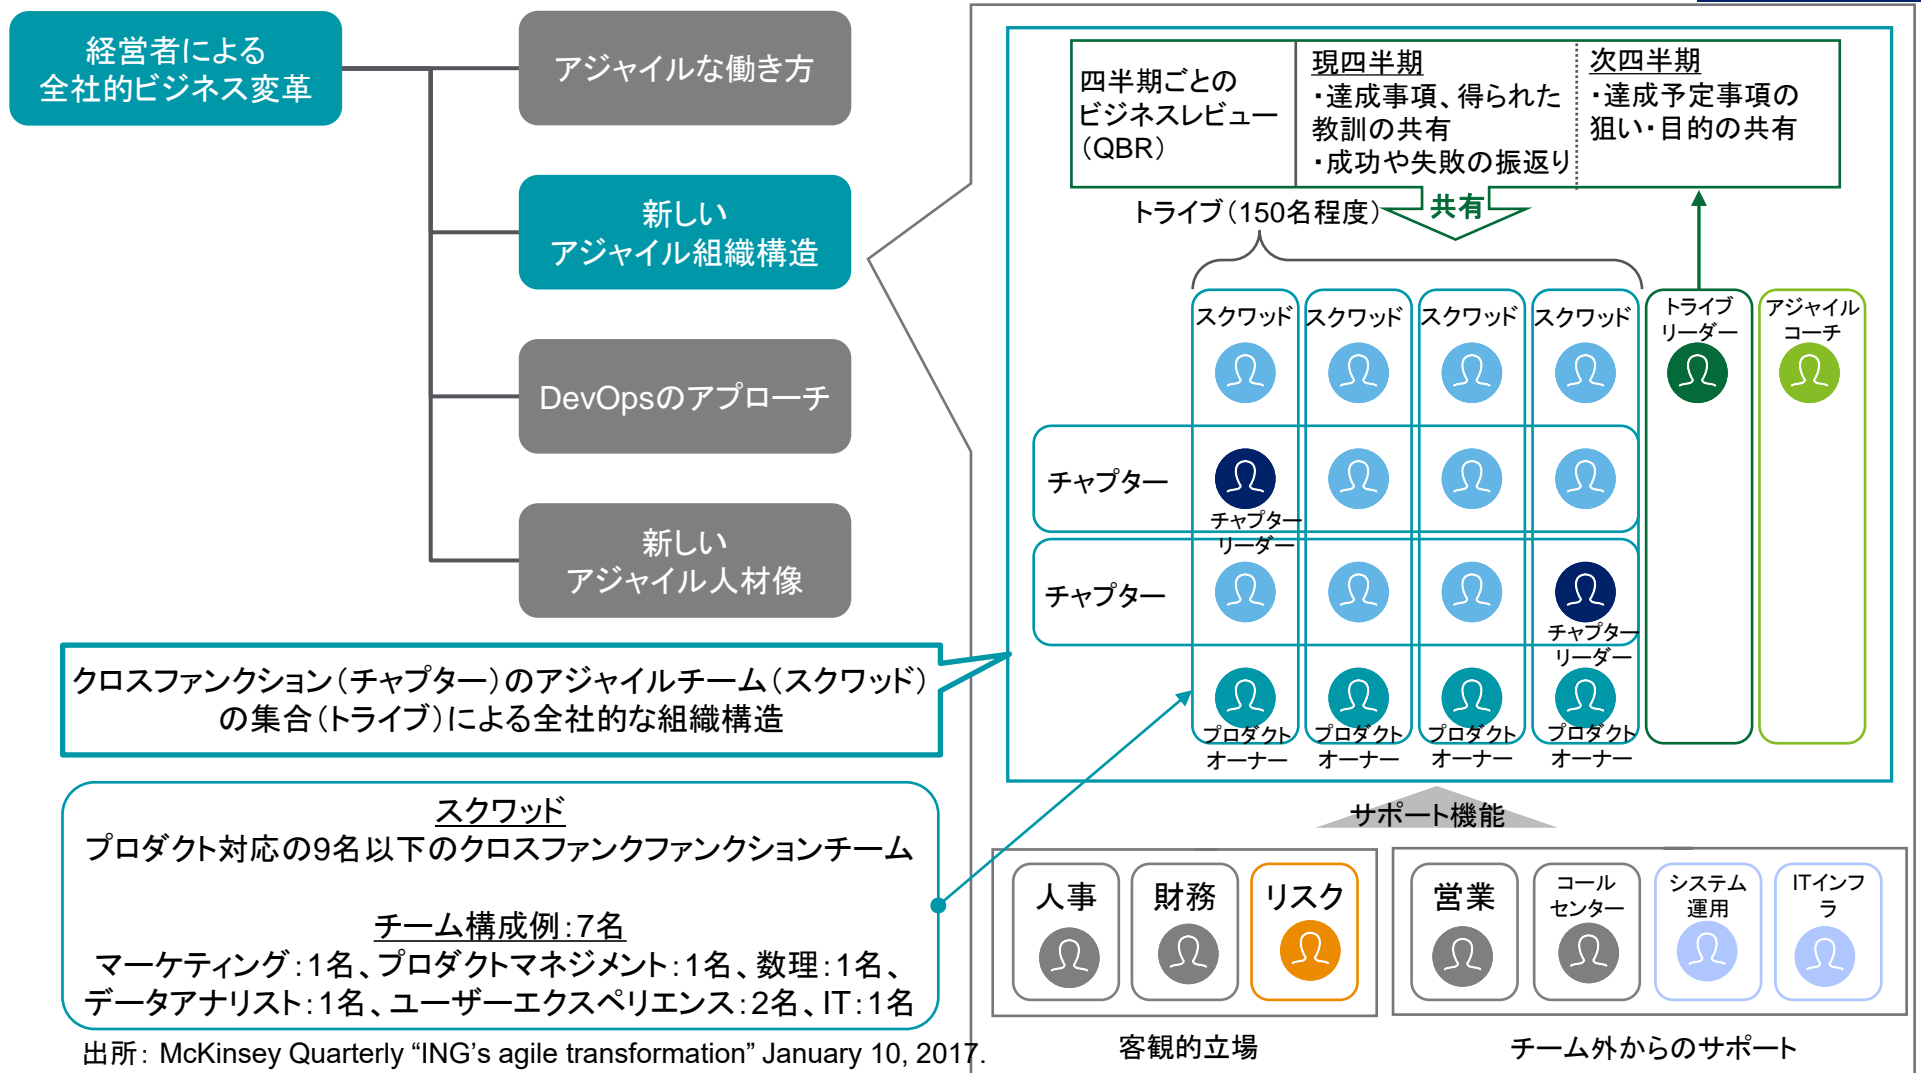 経営者による
全社的ビジネス変革
アジャイルな働き方
新しい
アジャイル組織構造
DevOpsのアプローチ
新しい
アジャイル人材像
四半期ごとの
ビジネスレビュー
（QBR）
現四半期
・達成事項、得られた
教訓の共有
・成功や失敗の振返り
次四半期
・達成予定事項の
狙い・目的の共有
共有
トライブ（150名程度）
スクワッド
スクワッド
スクワッド
スクワッド
トライブ
リーダー
アジャイル
コーチ
チャプター
チャプター
リーダー
チャプター
チャプター
リーダー
プロダクト
オーナー
プロダクト
オーナー
プロダクト
オーナー
プロダクト
オーナー
クロスファンクション（チャプター）のアジャイルチーム（スクワッド）
の集合（トライブ）による全社的な組織構造
スクワッド
プロダクト対応の9名以下のクロスファンクファンクションチーム
チーム構成例：7名
マーケティング：1名、プロダクトマネジメント：1名、数理：1名、
データアナリスト：1名、ユーザーエクスペリエンス：2名、IT：1名
サポート機能
人事
財務
リスク
営業
コール
センター
システム
運用
ITインフ
ラ
客観的立場
チーム外からのサポート
出所： McKinsey Quarterly “ING’s agile transformation” January 10, 2017.